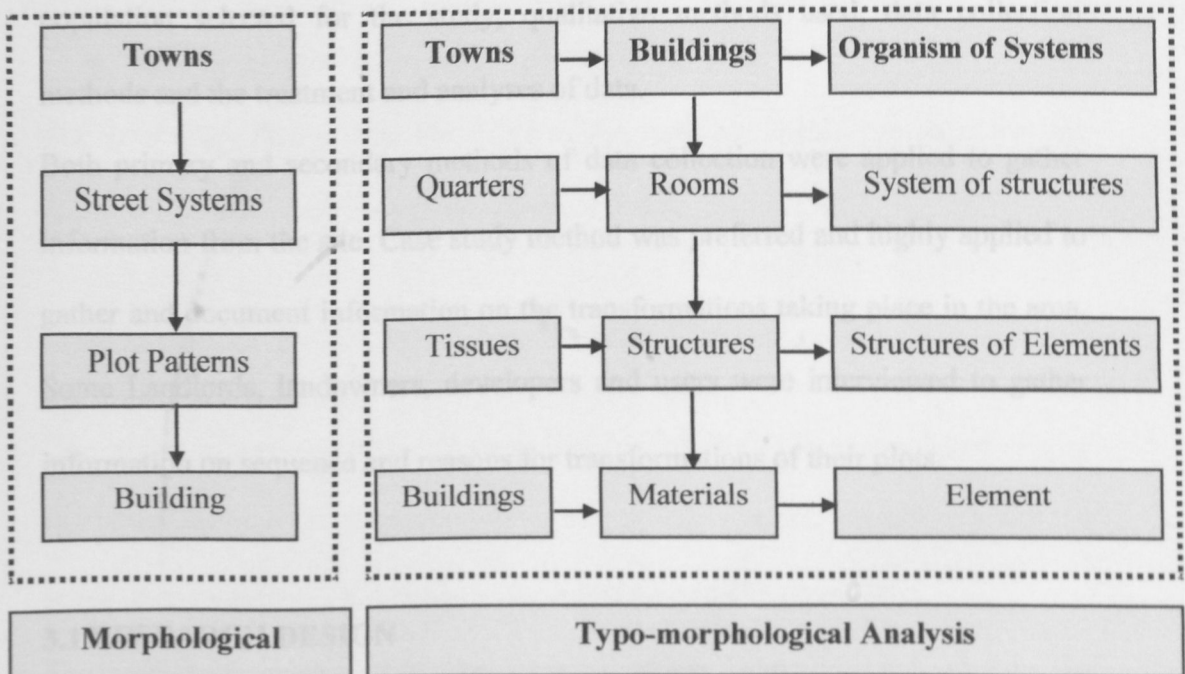 Towns
Street Systems
Plot Patterns
Building
Morphological
Towns Buildings Organism of Systems
Quarters Rooms System of structures
Tissues Structures Structures of Elements
Buildings Materials Element
Typo-morphological Analysis
methods and the treatment and analyzes of data.
Both primary and secondary methods of data collection were applied to gather
information from the site. Case study method was preferred and highly applied to
gather and document information on the transformations taking place in the area.
Some Landlords, landowners, developers and users were interviewed to gather
information on sequence and reasons for transformations of their plots.
DESIGN